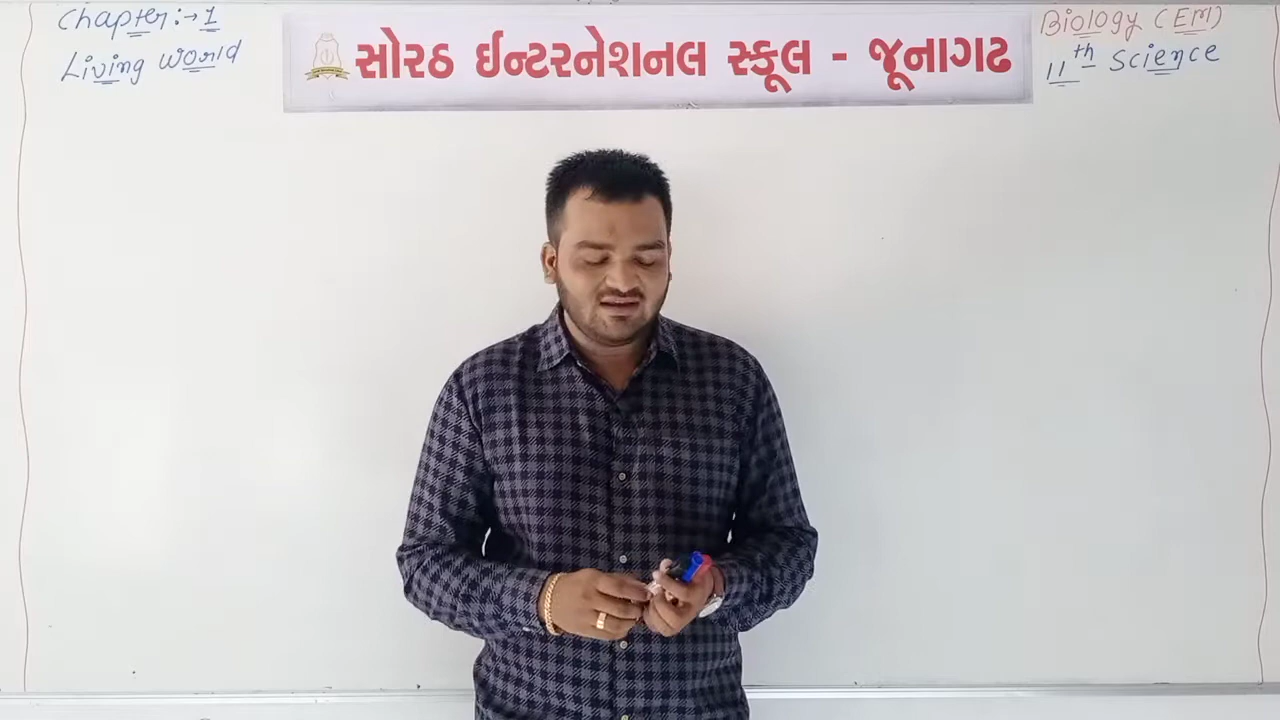 Chapter:→1
Living world
સોરઠ ઈન્ટરનેશનલ સ્કૂલ - જૂનાગઢ
Biology (EM)
11th Science